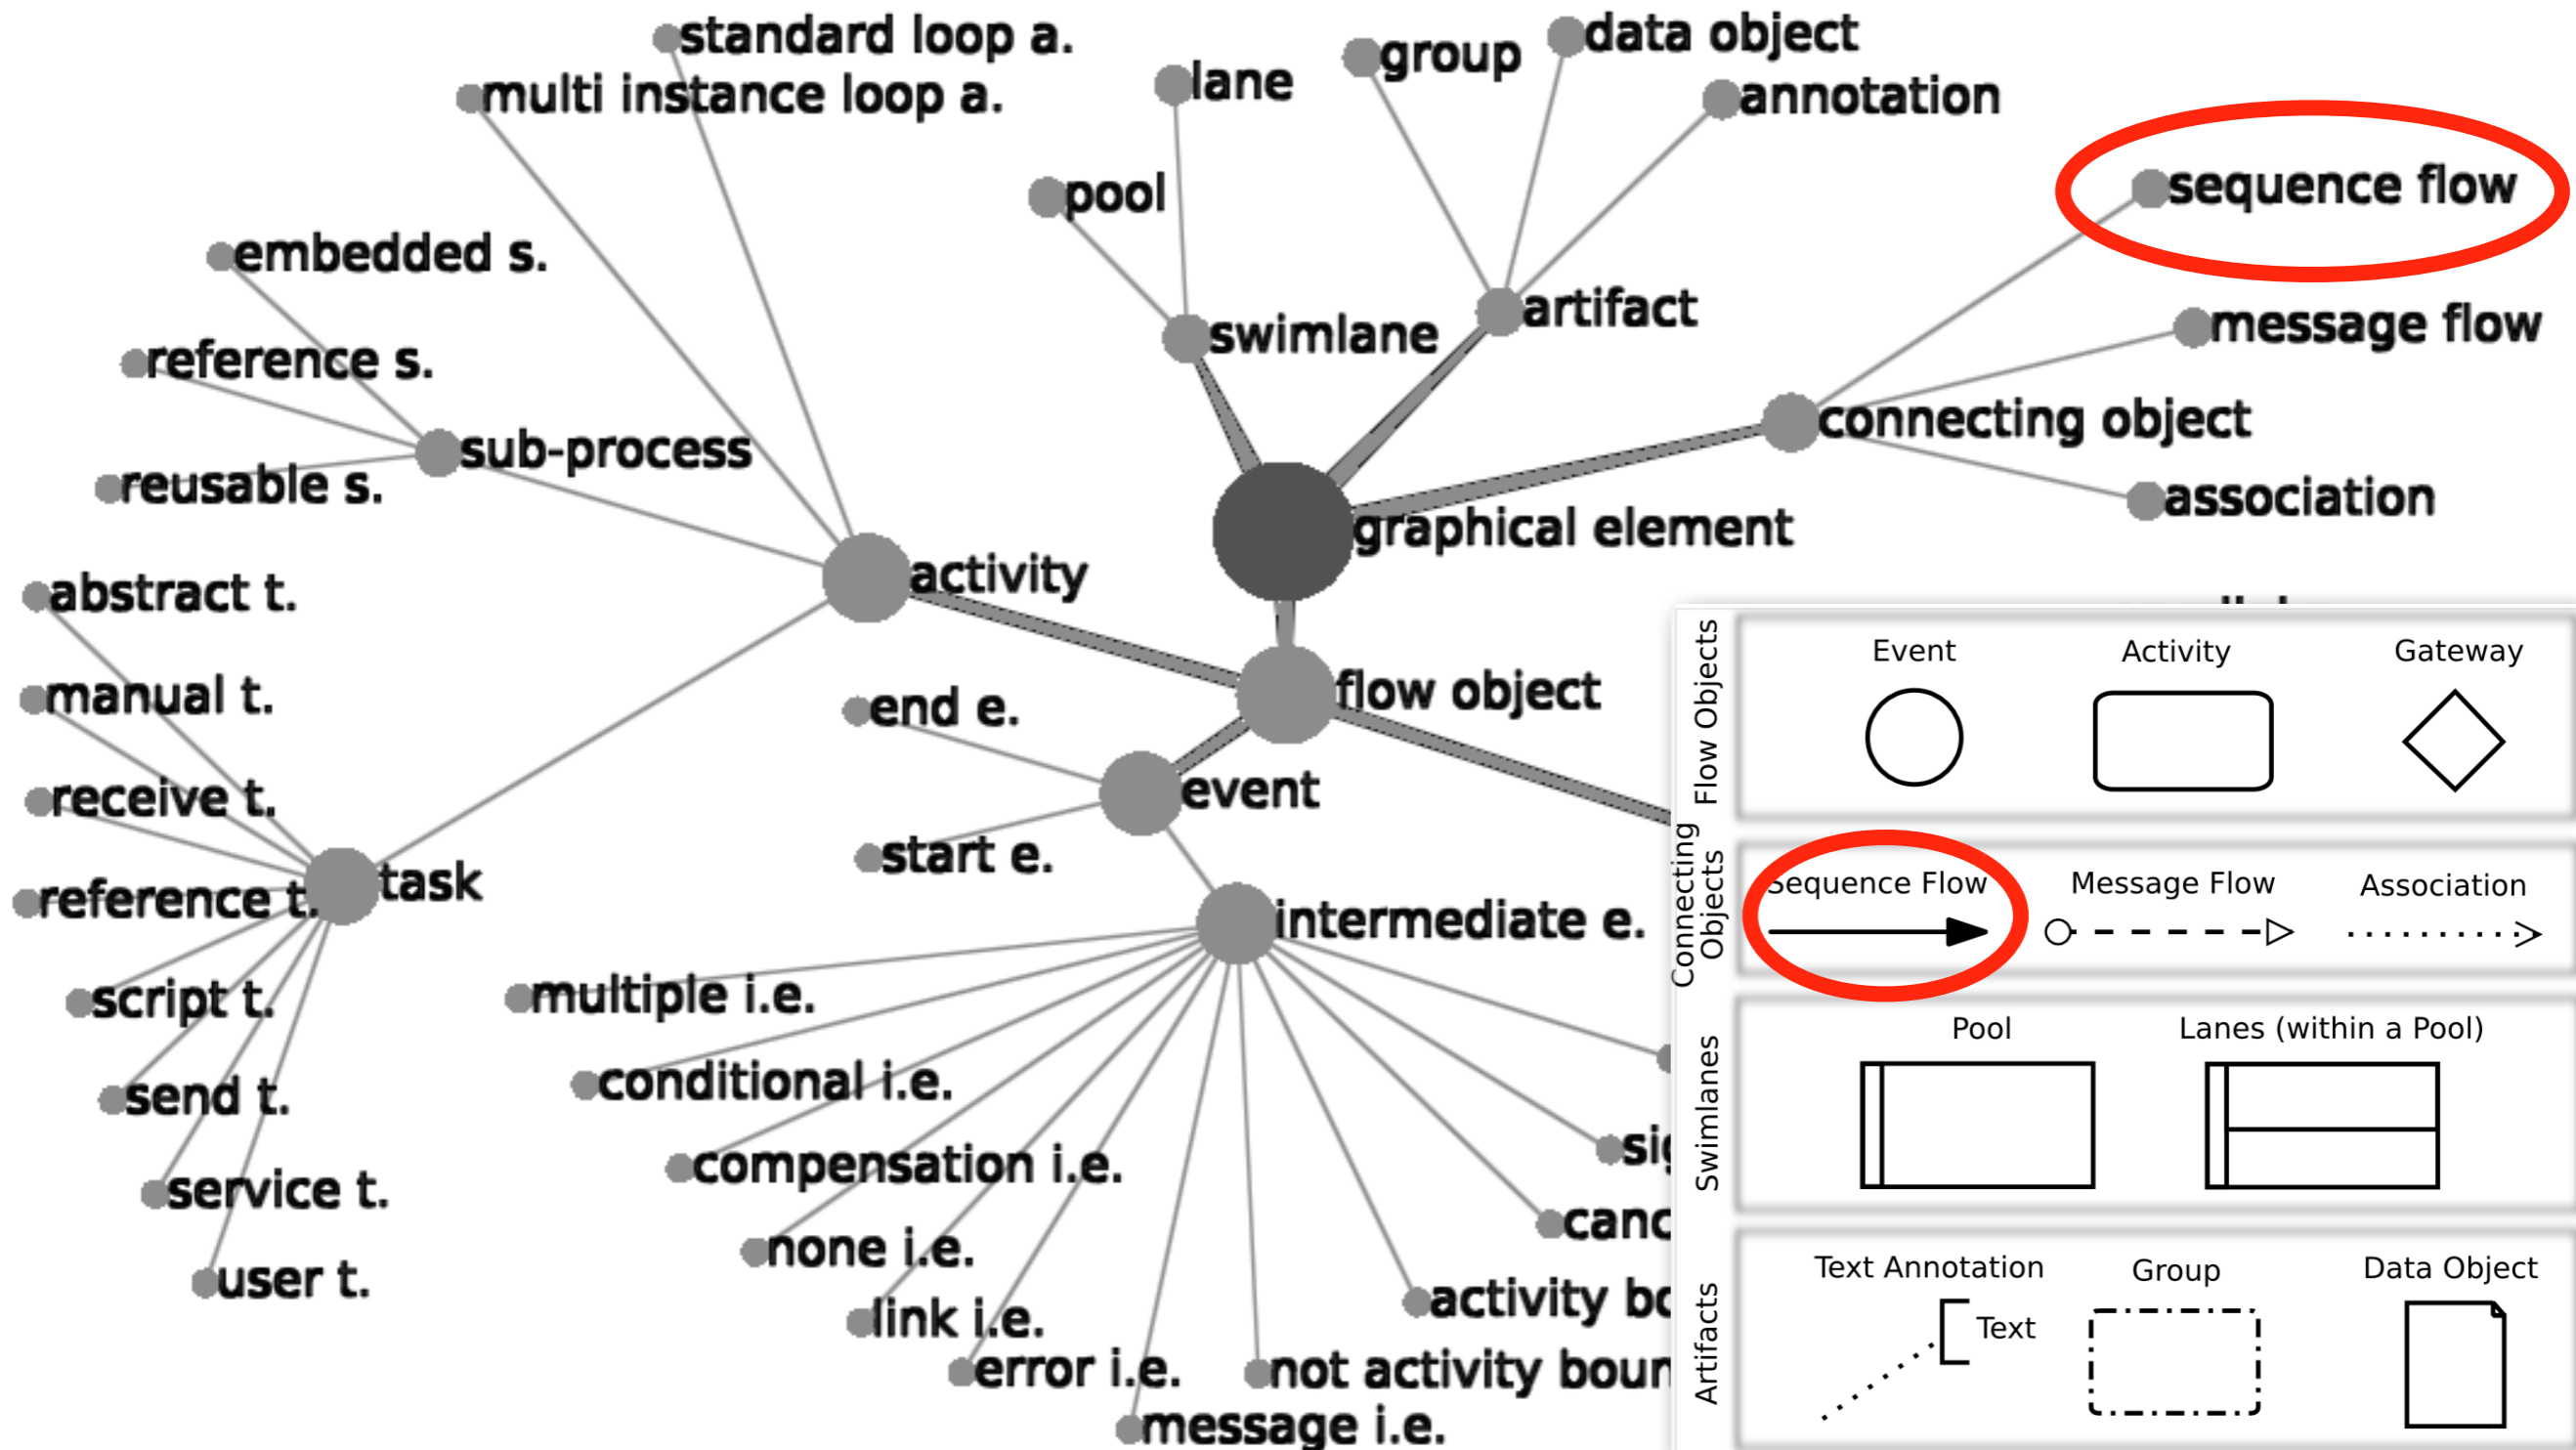 standard loop a.
multi instance loop a.
lane
group
data object
annotation
pool
sequence flow
embedded s.
swimlane
artifact
message flow
reference s.
connecting object
sub-process
reusable s.
association
graphical element
activity
abstract t.
manual t.
end e.
flow object
receive t.
event
start e.
task
reference t.
intermediate e.
multiple i.e.
script t.
conditional i.e.
send t.
compensation i.e.
service t.
none i.e.
user t.
link i.e.
activity
error i.e.
not activity
message i.e.
Flow Objects
Event
Activity
Gateway
Connecting
Objects
Sequence Flow
Message Flow
Association
Swimlanes
Pool
Lanes (within a Pool)
Artifacts
Text Annotation
Text
Group
Data Object